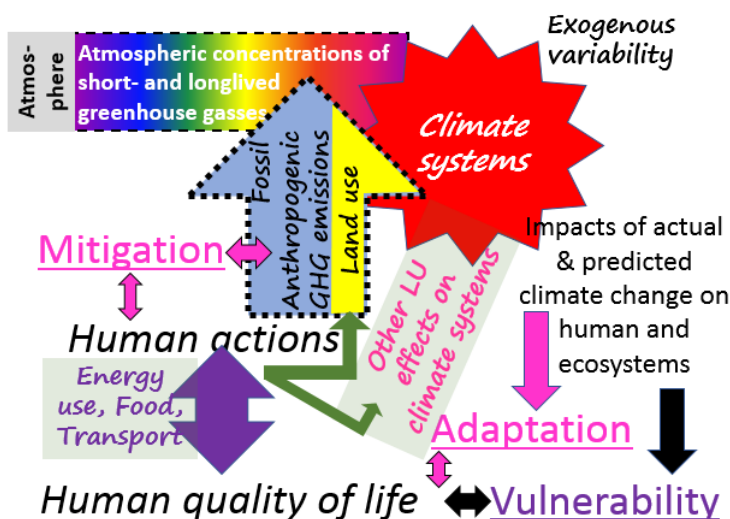 Atmos-
phere
Atmospheric concentrations of
short- and longlived
greenhouse gasses
Exogenous
variability
Climate
systems
Fossil
Anthropogenic
GHG emissions
Land use
Mitigation
Impacts of actual
& predicted
climate change on
human and
ecosystems
Other LU
effects on
climate systems
Human actions
Energy
use, Food,
Transport
Adaptation
Human quality of life
Vulnerability